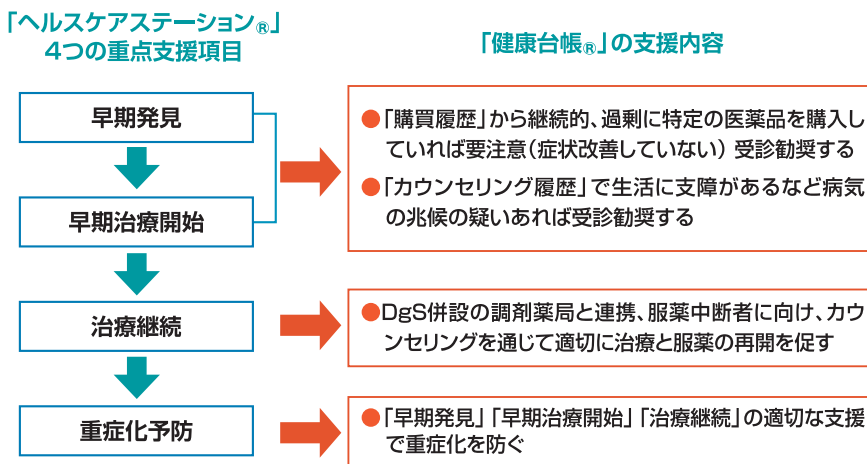 「ヘルスケアステーション®」
4つの重点支援項目
「健康台帳®」の支援内容
早期発見
早期治療開始
●「購買履歴」から継続的、過剰に特定の医薬品を購入し
ていれば要注意(症状改善していない) 受診勧奨する
●「カウンセリング履歴」で生活に支障があるなど病気
の兆候の疑いあれば受診勧奨する
治療継続
●DgS併設の調剤薬局と連携、服薬中断者に向け、カウ
ンセリングを通じて適切に治療と服薬の再開を促す
重症化予防
●「早期発見」「早期治療開始」「治療継続」の適切な支援
で重症化を防ぐ